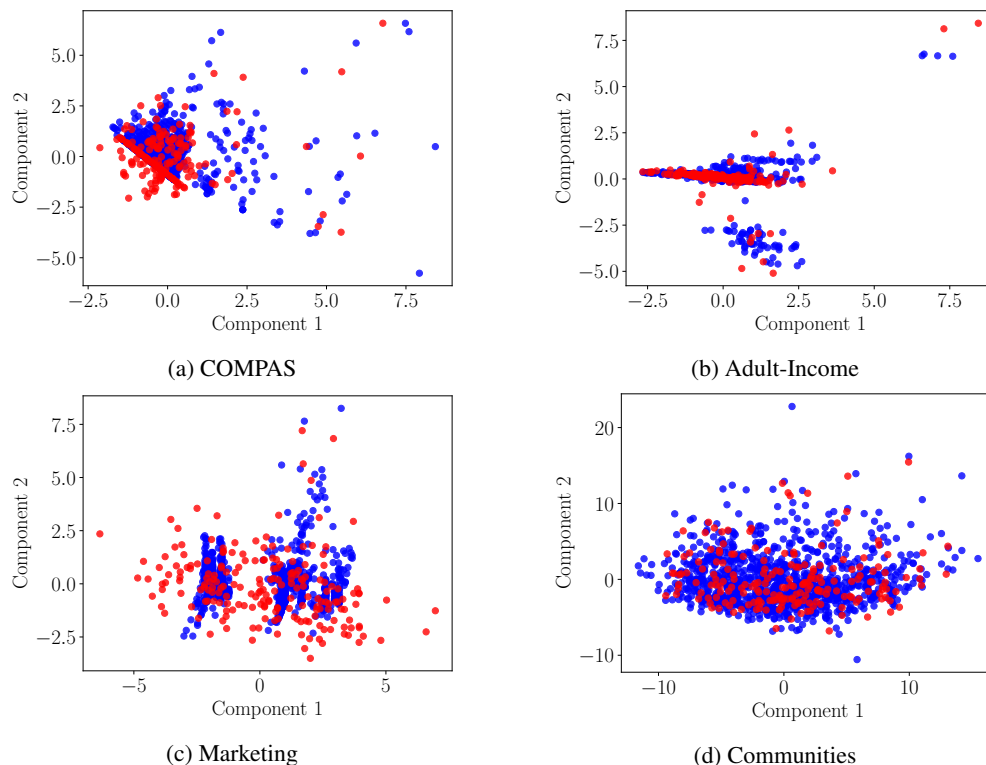 5.0
2.5
0.0
−2.5
−5.0
Component 2
−2.5 0.0 2.5 5.0 7.5
Component 1
(a) COMPAS
7.5
5.0
2.5
0.0
−2.5
−5.0
Component 2
−2.5 0.0 2.5 5.0 7.5
Component 1
(b) Adult-Income
7.5
5.0
2.5
0.0
−2.5
Component 2
−5 0 5
Component 1
(c) Marketing
20
10
0
−10
Component 2
−10 0 10
Component 1
(d) Communities